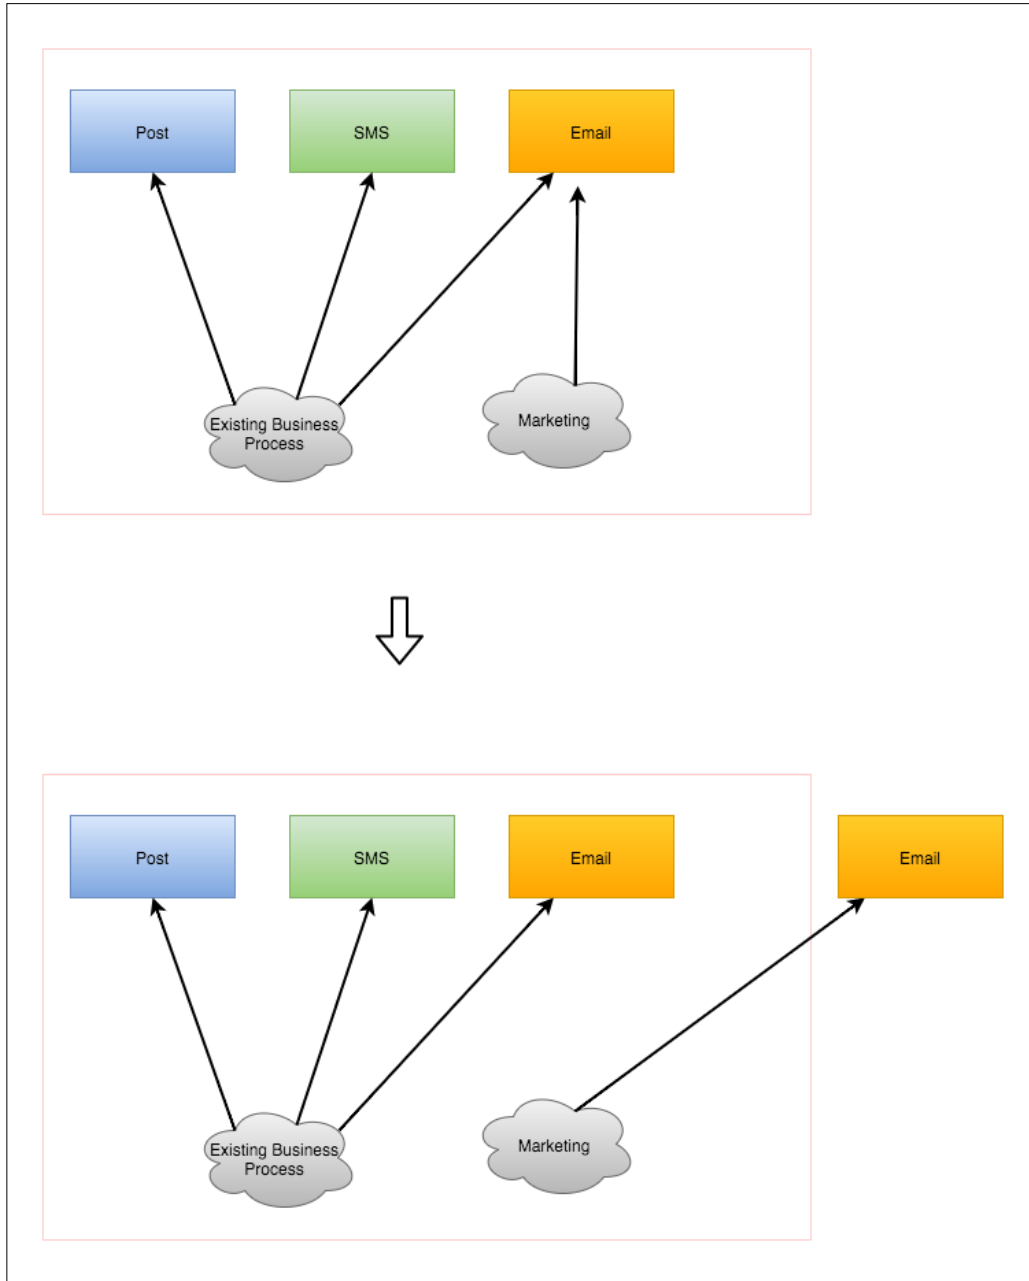 Post
SMS
Email
Existing Business
Process
Marketing
Post
SMS
Email
Email
Existing Business
Process
Marketing